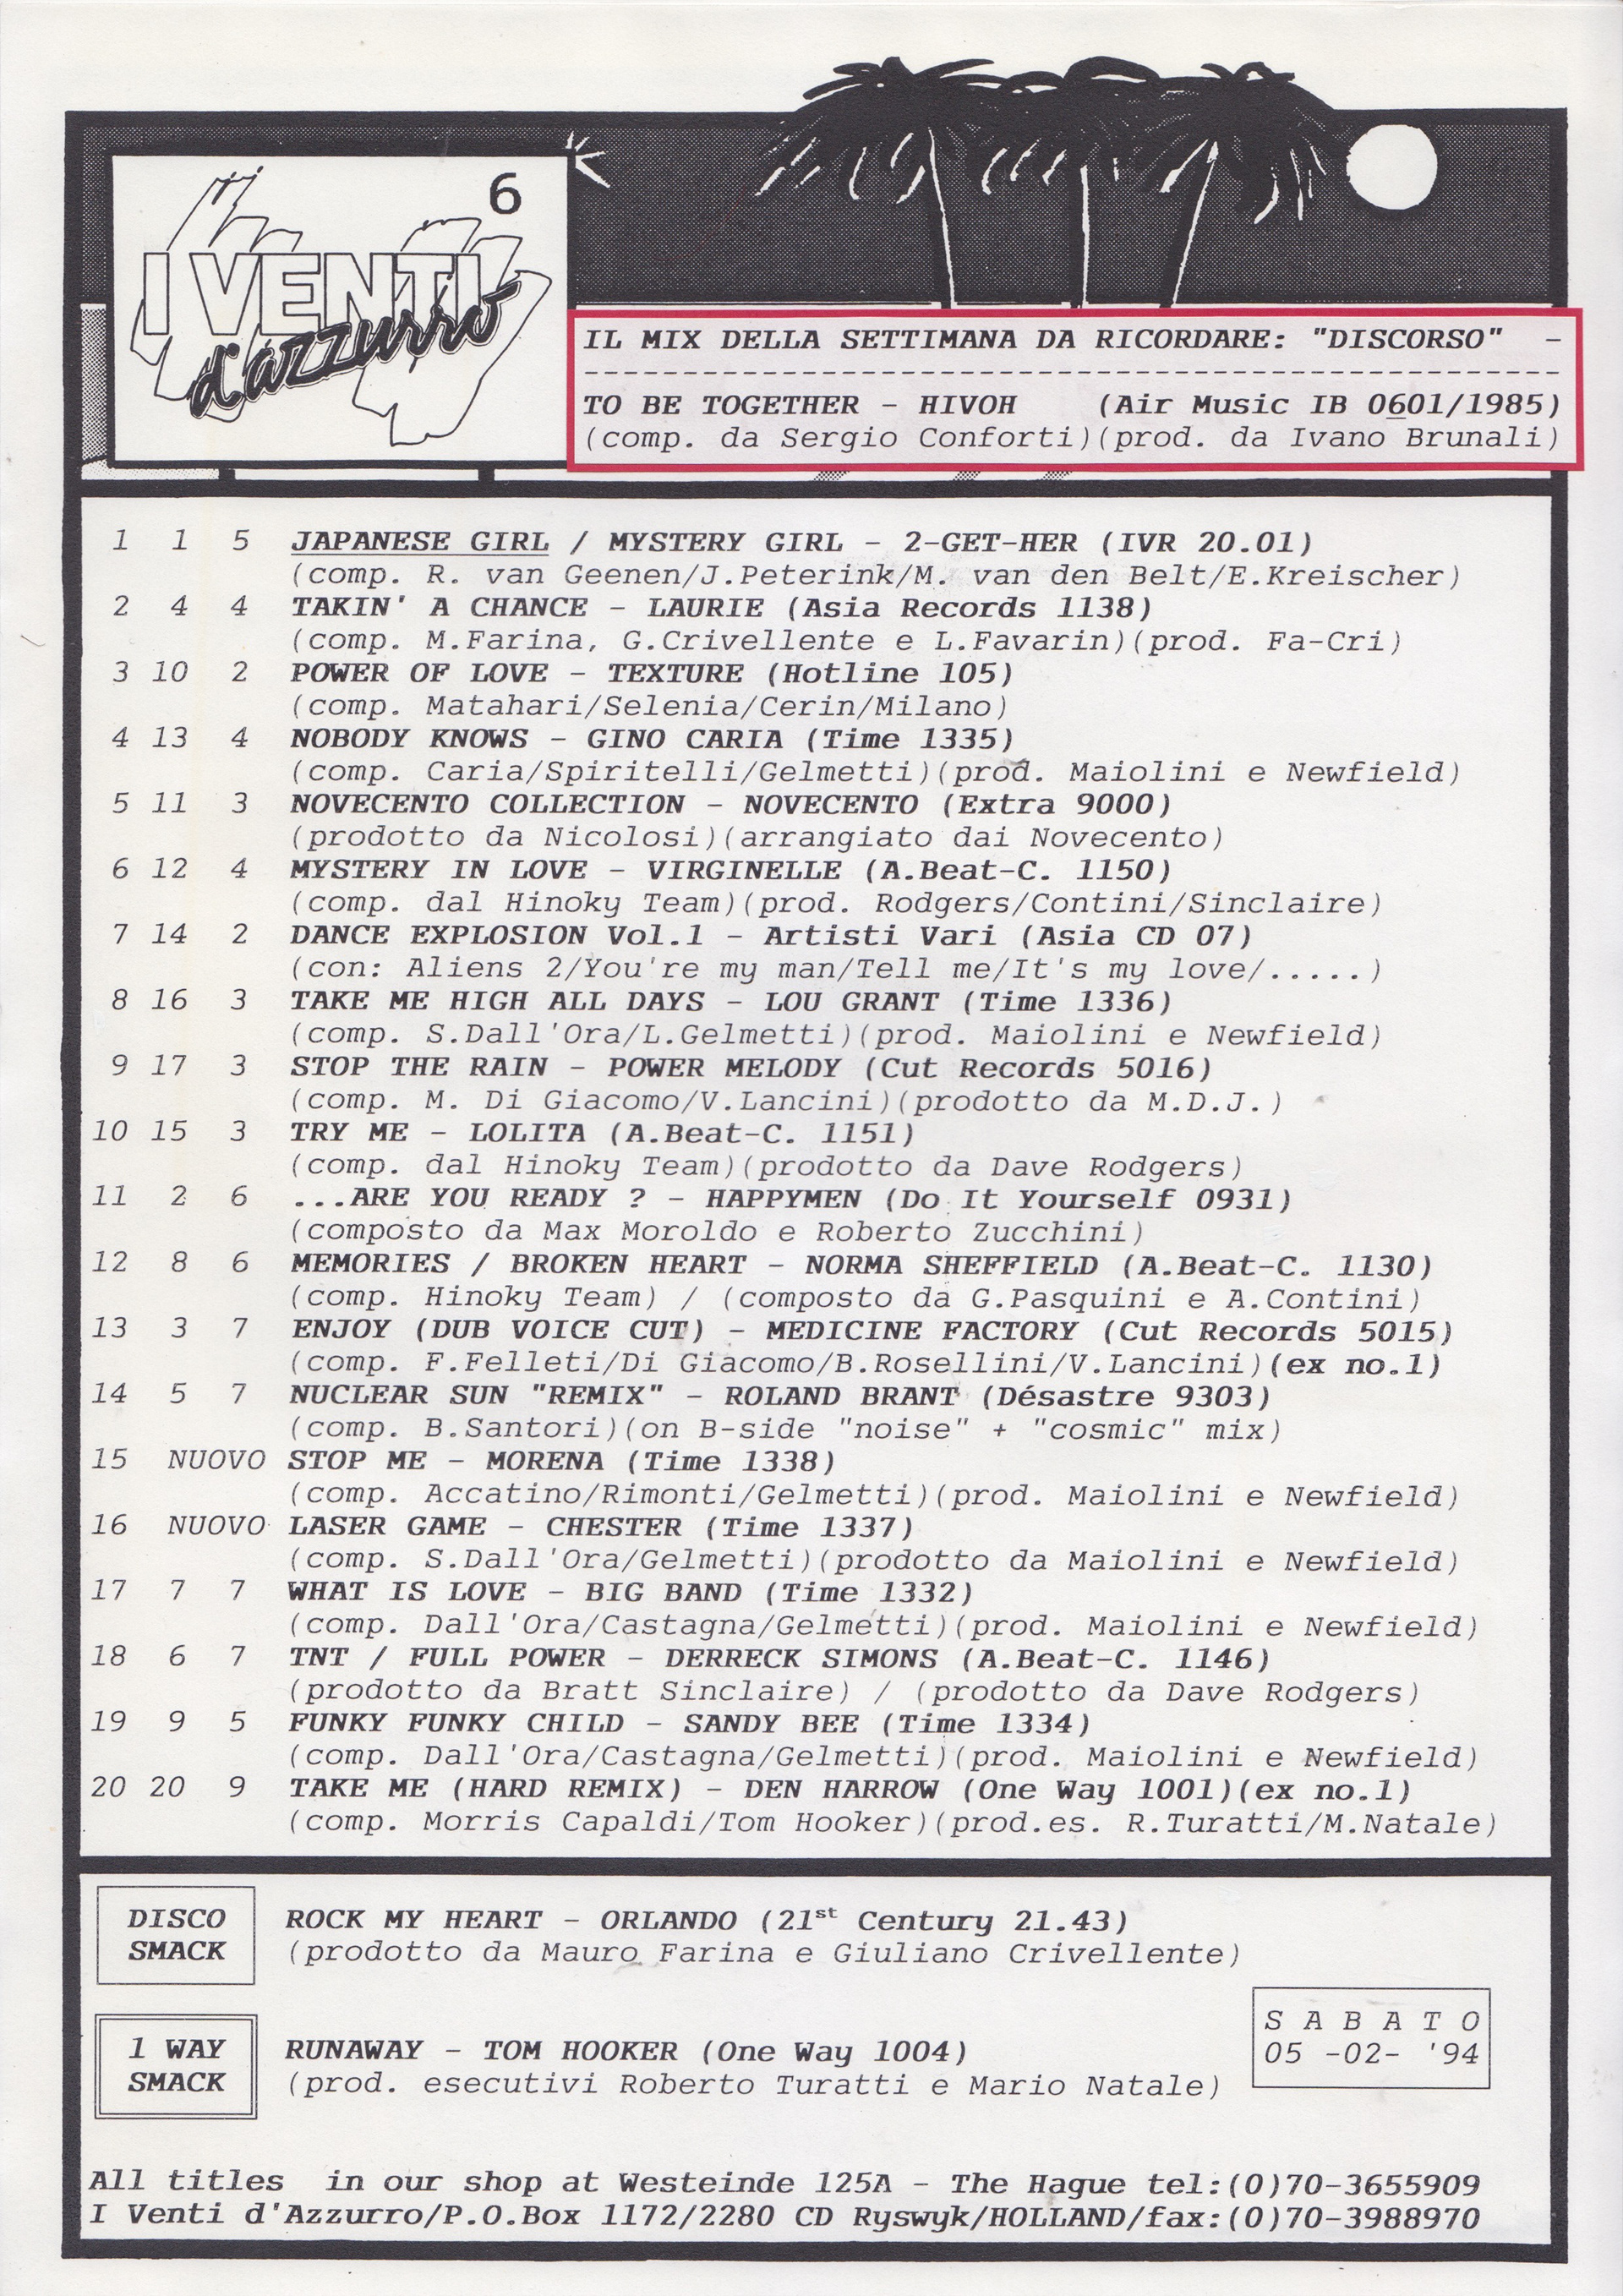 6
I VENTI
d'azzurro
IL MIX DELLA SETTIMANA DA RICORDARE: "DISCORSO" -
--------------------------------------------------
TO BE TOGETHER - HIVOH (Air Music IB 0601/1985)
(comp. da Sergio Conforti)(prod. da Ivano Brunali)
1 1 5 JAPANESE GIRL / MYSTERY GIRL - 2-GET-HER (IVR 20.01)
(comp. R. van Geenen/J.Peterink/M. van den Belt/E.Kreischer)
2 4 4 TAKIN' A CHANCE - LAURIE (Asia Records 1138)
(comp. M.Farina, G.Crivellente e L.Favarin)(prod. Fa-Cri)
3 10 2 POWER OF LOVE - TEXTURE (Hotline 105)
(comp. Matahari/Selenia/Cerin/Milano)
4 13 4 NOBODY KNOWS - GINO CARIA (Time 1335)
(comp. Caria/Spiritelli/Gelmetti)(prod. Maiolini e Newfield)
5 11 3 NOVECENTO COLLECTION - NOVECENTO (Extra 9000)
(prodotto da Nicolosi)(arrangiato dai Novecento)
6 12 4 MYSTERY IN LOVE - VIRGINELLE (A.Beat-C. 1150)
(comp. dal Hinoky Team)(prod. Rodgers/Contini/Sinclaire)
7 14 2 DANCE EXPLOSION Vol.1 - Artisti Vari (Asia CD 07)
(con: Aliens 2/You're my man/Tell me/It's my love/.....)
8 16 3 TAKE ME HIGH ALL DAYS - LOU GRANT (Time 1336)
(comp. S.Dall'Ora/L.Gelmetti)(prod. Maiolini e Newfield)
9 17 3 STOP THE RAIN - POWER MELODY (Cut Records 5016)
(comp. M. Di Giacomo/V.Lancini)(prodotto da M.D.J.)
10 15 3 TRY ME - LOLITA (A.Beat-C. 1151)
(comp. dal Hinoky Team)(prodotto da Dave Rodgers)
11 2 6 ...ARE YOU READY ? - HAPPYMEN (Do It Yourself 0931)
(composto da Max Moroldo e Roberto Zucchini)
12 8 6 MEMORIES / BROKEN HEART - NORMA SHEFFIELD (A.Beat-C. 1130)
(comp. Hinoky Team) / (composto da G.Pasquini e A.Contini)
13 3 7 ENJOY (DUB VOICE CUT) - MEDICINE FACTORY (Cut Records 5015)
(comp. F.Felleti/Di Giacomo/B.Rosellini/V.Lancini)(ex no.1)
14 5 7 NUCLEAR SUN "REMIX" - ROLAND BRANT (Désastre 9303)
(comp. B.Santori)(on B-side "noise" + "cosmic" mix)
15 NUOVO STOP ME - MORENA (Time 1338)
(comp. Accatino/Rimonti/Gelmetti)(prod. Maiolini e Newfield)
16 NUOVO LASER GAME - CHESTER (Time 1337)
(comp. S.Dall'Ora/Gelmetti)(prodotto da Maiolini e Newfield)
17 7 7 WHAT IS LOVE - BIG BAND (Time 1332)
(comp. Dall'Ora/Castagna/Gelmetti)(prod. Maiolini e Newfield)
18 6 7 TNT / FULL POWER - DERRECK SIMONS (A.Beat-C. 1146)
(prodotto da Bratt Sinclaire) / (prodotto da Dave Rodgers)
19 9 5 FUNKY FUNKY CHILD - SANDY BEE (Time 1334)
(comp. Dall'Ora/Castagna/Gelmetti)(prod. Maiolini e Newfield)
20 20 9 TAKE ME (HARD REMIX) - DEN HARROW (One Way 1001)(ex no.1)
(comp. Morris Capaldi/Tom Hooker)(prod.es. R.Turatti/M.Natale)
DISCO
SMACK
ROCK MY HEART - ORLANDO (21st Century 21.43)
(prodotto da Mauro Farina e Giuliano Crivellente)
1 WAY
SMACK
RUNAWAY - TOM HOOKER (One Way 1004)
(prod. esecutivi Roberto Turatti e Mario Natale)
S A B A T O
05 -02- '94
All titles in our shop at Westeinde 125A - The Hague tel:(0)70-3655909
I Venti d'Azzurro/P.O.Box 1172/2280 CD Ryswyk/HOLLAND/fax:(0)70-3988970